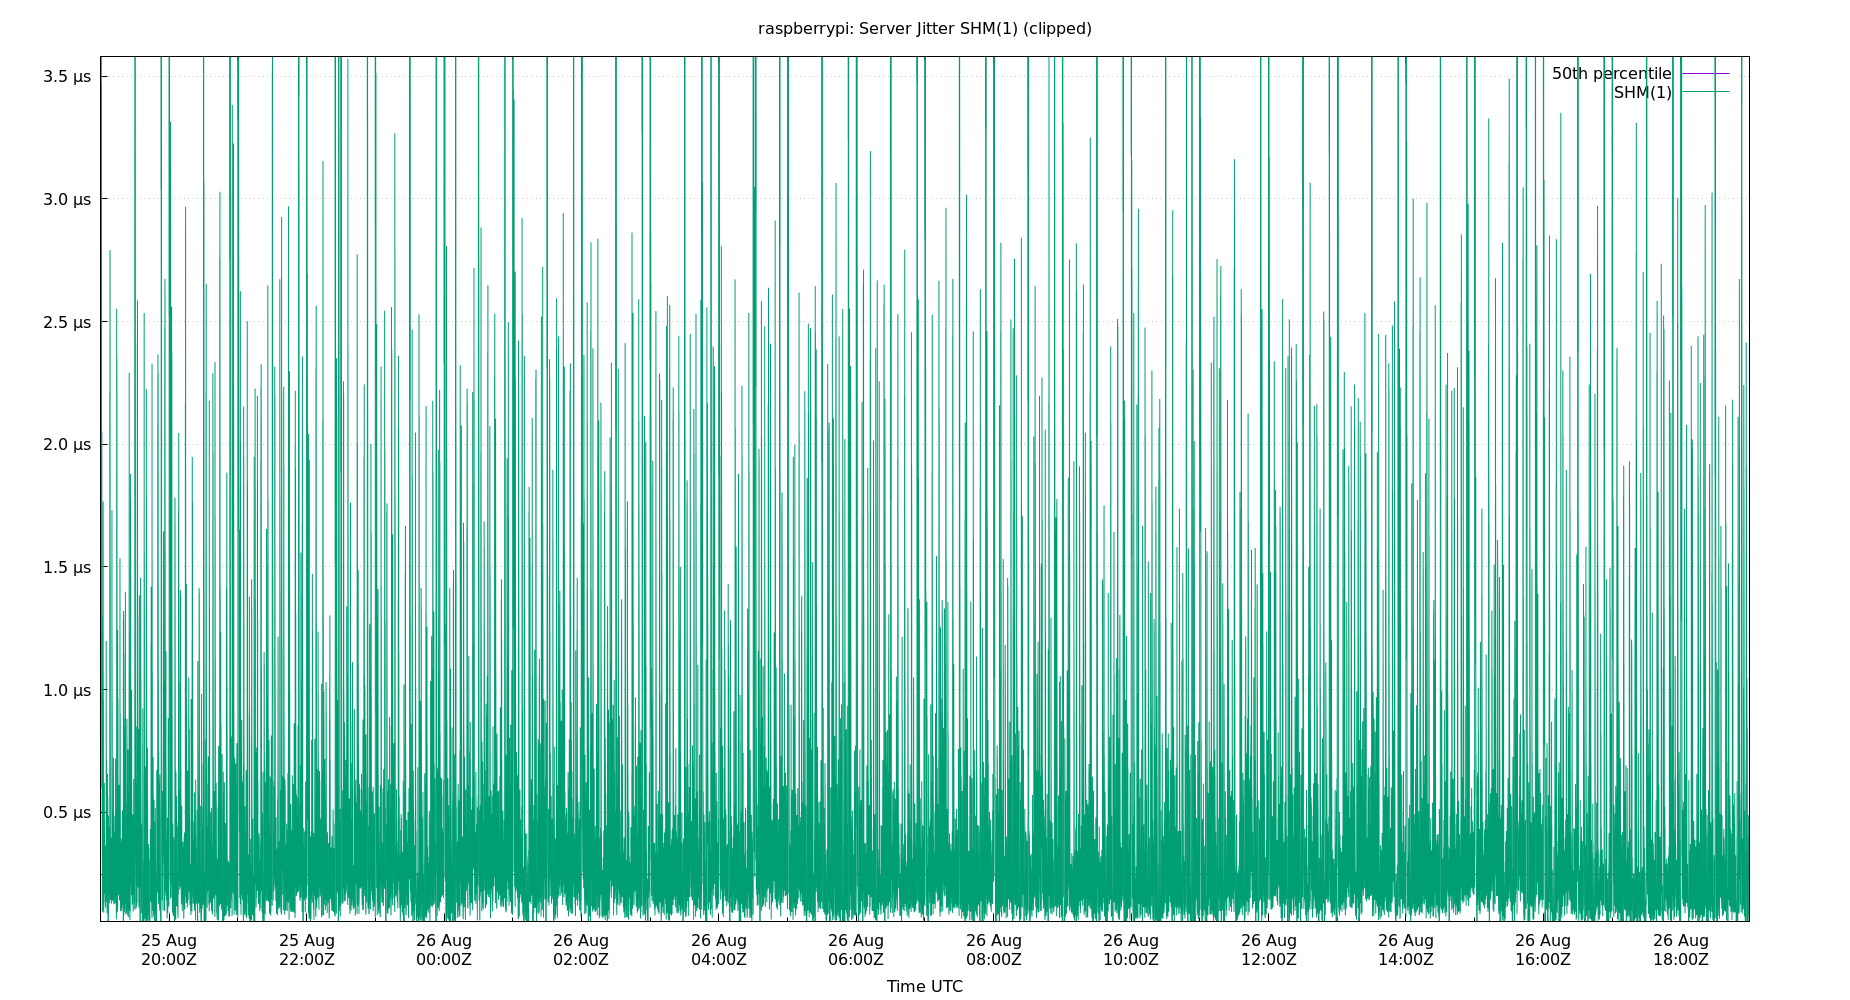 raspberrypi: Server Jitter SHM(1) (clipped)
3.5 μs
3.0 μs
2.5 μs
2.0 μs
1.5 μs
1.0 μs
0.5 μs
50th percentile
SHM(1)
25 Aug 25 Aug 26 Aug 26 Aug 26 Aug 26 Aug 26 Aug 26 Aug 26 Aug 26 Aug 26 Aug 26 Aug
20:00Z 22:00Z 00:00Z 02:00Z 04:00Z 06:00Z 08:00Z 10:00Z 12:00Z 14:00Z 16:00Z 18:00Z
Time UTC